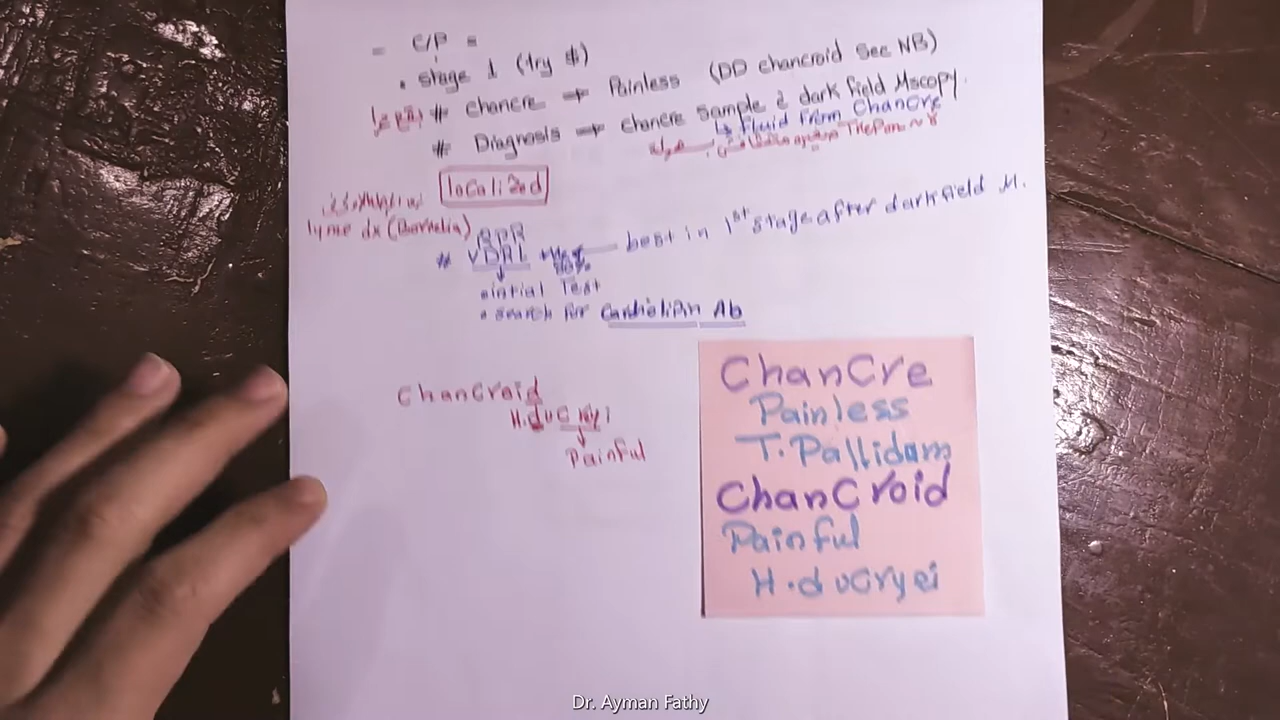 = C/P =
. stage 1 (1ry $)
# chancre → Painless (DD chancroid See NB)
# Diagnosis → chancre sample c̄ dark field Mscopy.
↳ Fluid From Chancre
localized
lyme dx (Borrelia)
RPR
# VDRL best in 1st stage after darkfield M.
initial Test
search for Cardiolipin Ab
ChanCroid
H.duCryi
Painful
ChanCre
Painless
T.Pallidam
ChanCroid
Painful
H.duCryei
Dr. Ayman Fathy